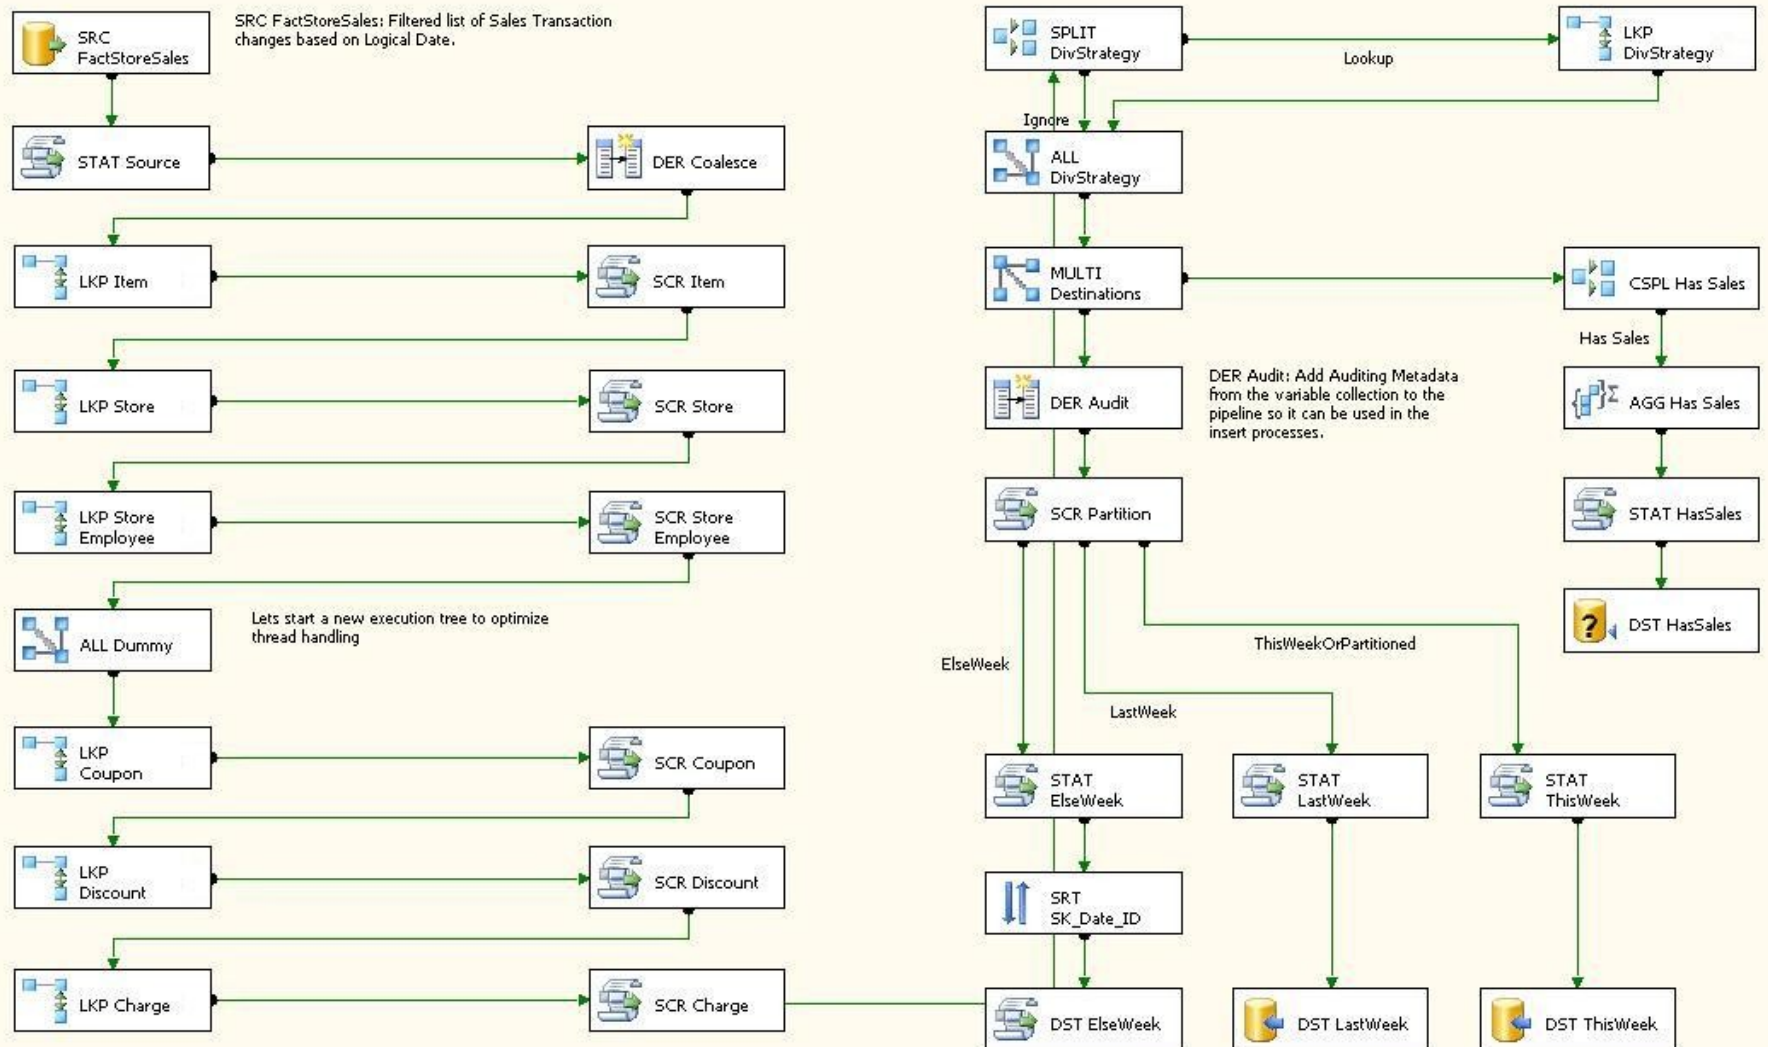 SRC
FactStoreSales
SRC FactStoreSales: Filtered list of Sales Transaction
changes based on Logical Date.
STAT Source
DER Coalesce
LKP Item
SCR Item
LKP Store
SCR Store
LKP Store
Employee
SCR Store
Employee
ALL Dummy
Lets start a new execution tree to optimize
thread handling
LKP
Coupon
SCR Coupon
LKP
Discount
SCR Discount
LKP Charge
SCR Charge
SPLIT
DivStrategy
Lookup
LKP
DivStrategy
Ignore
ALL
DivStrategy
MULTI
Destinations
CSPL Has Sales
Has Sales
DER Audit
DER Audit: Add Auditing Metadata
from the variable collection to the
pipeline so it can be used in the
insert processes.
AGG Has Sales
SCR Partition
STAT HasSales
DST HasSales
ElseWeek
LastWeek
ThisWeekOrPartitioned
STAT
ElseWeek
STAT
LastWeek
STAT
ThisWeek
SRT
SK_Date_ID
DST ElseWeek
DST LastWeek
DST ThisWeek